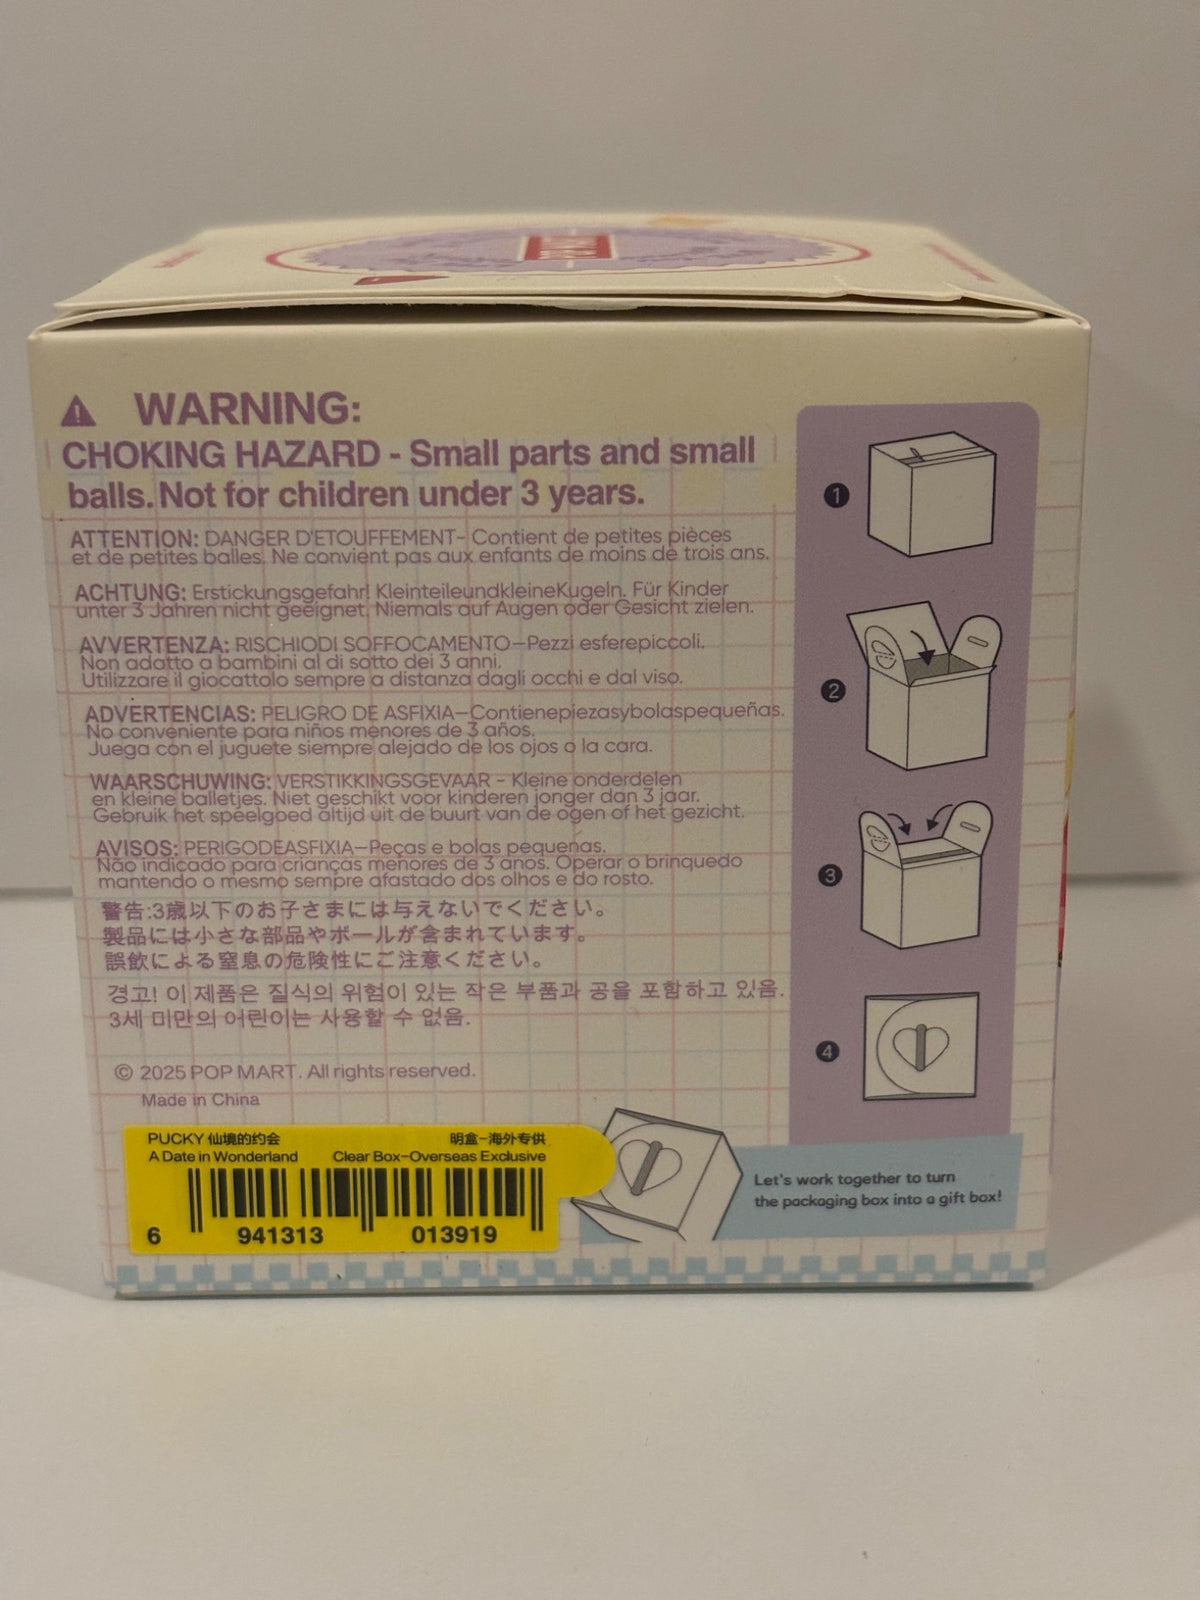 POP MART
WARNING:
CHOKING HAZARD - Small parts and small
balls. Not for children under 3 years.
ATTENTION: DANGER D'ETOUFFEMENT- Contient de petites pièces
et de petites balles. Ne convient pas aux enfants de moins de trois ans.
ACHTUNG: Erstickungsgefahr! KleinteileundkleineKugeln. Für Kinder
unter 3 Jahren nicht geeignet. Niemals auf Augen oder Gesicht zielen.
AVVERTENZA: RISCHIODI SOFFOCAMENTO-Pezzi esferepiccoli.
Non adatto a bambini al di sotto dei 3 anni.
Utilizzare il giocattolo sempre a distanza dagli occhi e dal viso.
ADVERTENCIAS: PELIGRO DE ASFIXIA-Contienepiezasybolaspequeñas.
No conveniente para niños menores de 3 años.
Juega con el juguete siempre alejado de los ojos o la cara.
WAARSCHUWING: VERSTIKKINGSGEVAAR - Kleine onderdelen
en kleine balletjes. Niet geschikt voor kinderen jonger dan 3 jaar.
Gebruik het speelgoed altijd uit de buurt van de ogen of het gezicht.
AVISOS: PERIGODEASFIXIA-Peças e bolas pequenas.
Não indicado para crianças menores de 3 anos. Operar o brinquedo
mantendo o mesmo sempre afastado dos olhos e do rosto.
警告:3歳以下のお子さまには与えないでください。
製品には小さな部品やボールが含まれています。
誤飲による窒息の危険性にご注意ください。
경고! 이 제품은 질식의 위험이 있는 작은 부품과 공을 포함하고 있음.
3세 미만의 어린이는 사용할 수 없음.
© 2025 POP MART. All rights reserved.
Made in China
PUCKY 仙境的约会 明盒-海外专供
A Date in Wonderland Clear Box-Overseas Exclusive
6 941313 013919
1
2
3
4
Let's work together to turn
the packaging box into a gift box!